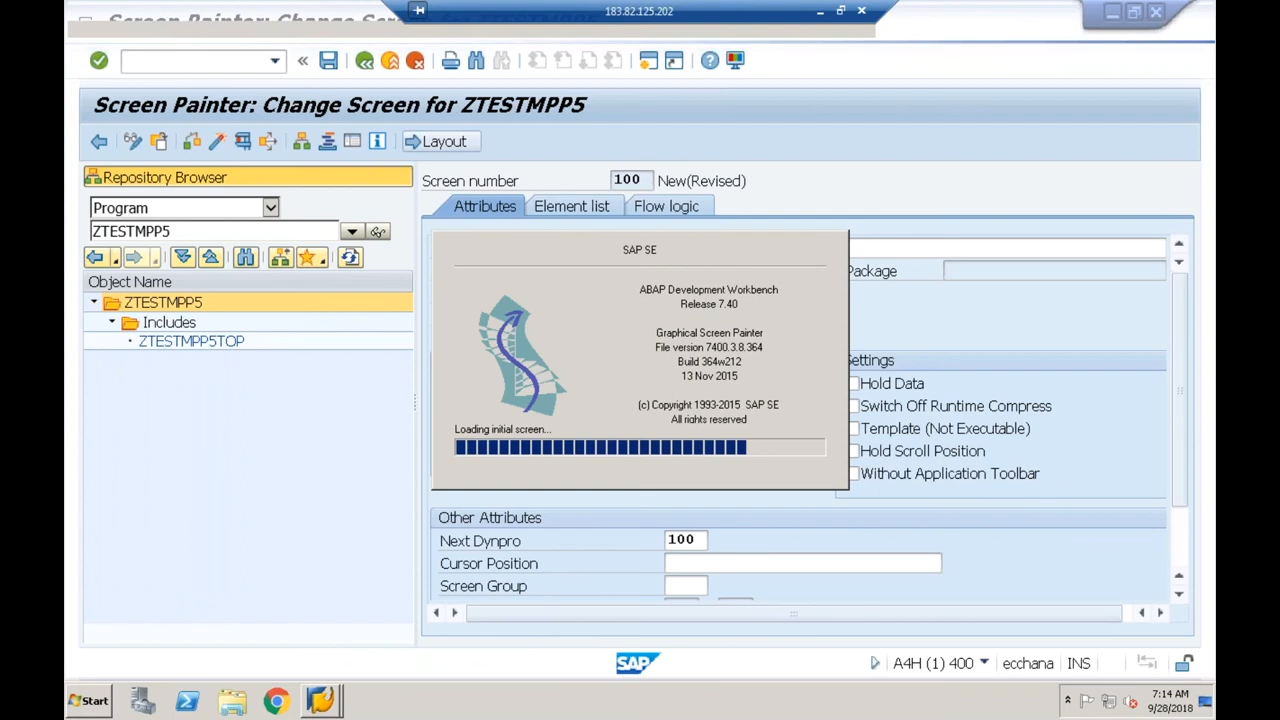 183.82.125.202
Screen Painter: Change Screen for ZTESTMPP5
Layout
Repository Browser
Program
ZTESTMPP5
Object Name
ZTESTMPP5
Includes
ZTESTMPP5TOP
Screen number 100 New(Revised)
Attributes Element list Flow logic
Package
SAP SE
ABAP Development Workbench
Release 7.40
Graphical Screen Painter
File version 7400.3.8.364
Build 364w212
13 Nov 2015
(c) Copyright 1993-2015 SAP SE
All rights reserved
Loading initial screen...
Settings
Hold Data
Switch Off Runtime Compress
Template (Not Executable)
Hold Scroll Position
Without Application Toolbar
Other Attributes
Next Dynpro 100
Cursor Position
Screen Group
SAP
A4H (1) 400 ecchana INS
Start
7:14 AM
9/28/2018